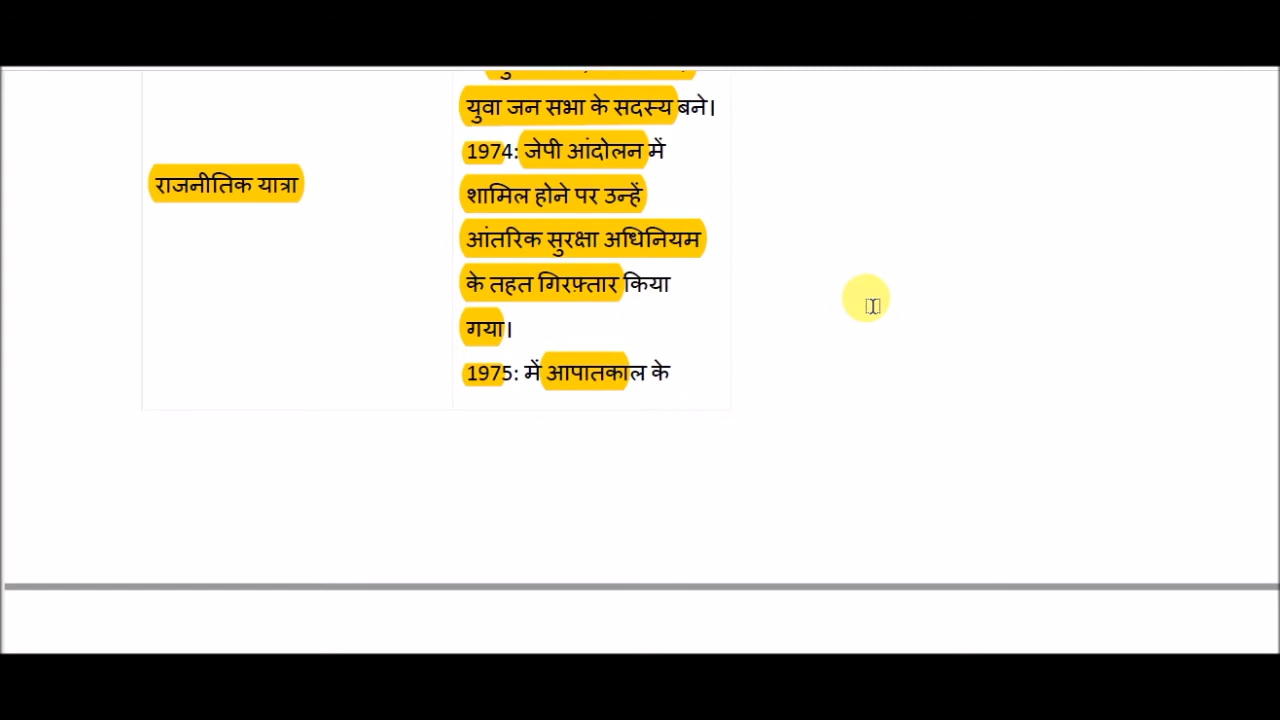 युवा जन सभा के सदस्य बने।
1974: जेपी आंदोलन में
राजनीतिक यात्रा
शामिल होने पर उन्हें
आंतरिक सुरक्षा अधिनियम
के तहत गिरफ़्तार किया
गया।
1975: में आपातकाल के